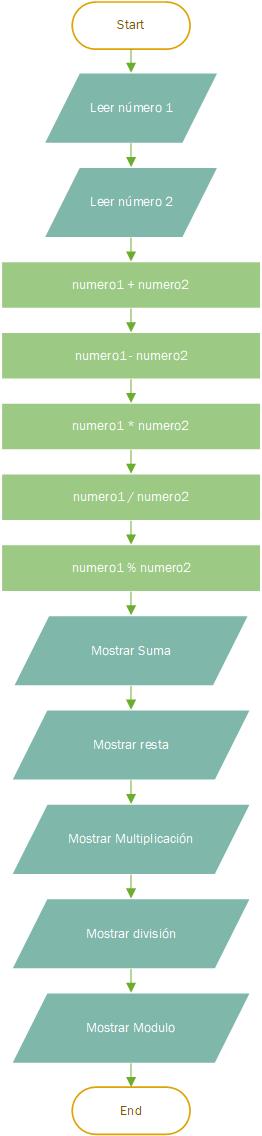 Start
Leer número 1
Leer número 2
numero1 + numero2
numero1- numero2
numero1 * numero2
numero1 / numero2
numero1 % numero2
Mostrar Suma
Mostrar resta
Mostrar Multiplicación
Mostrar división
Mostrar Modulo
End